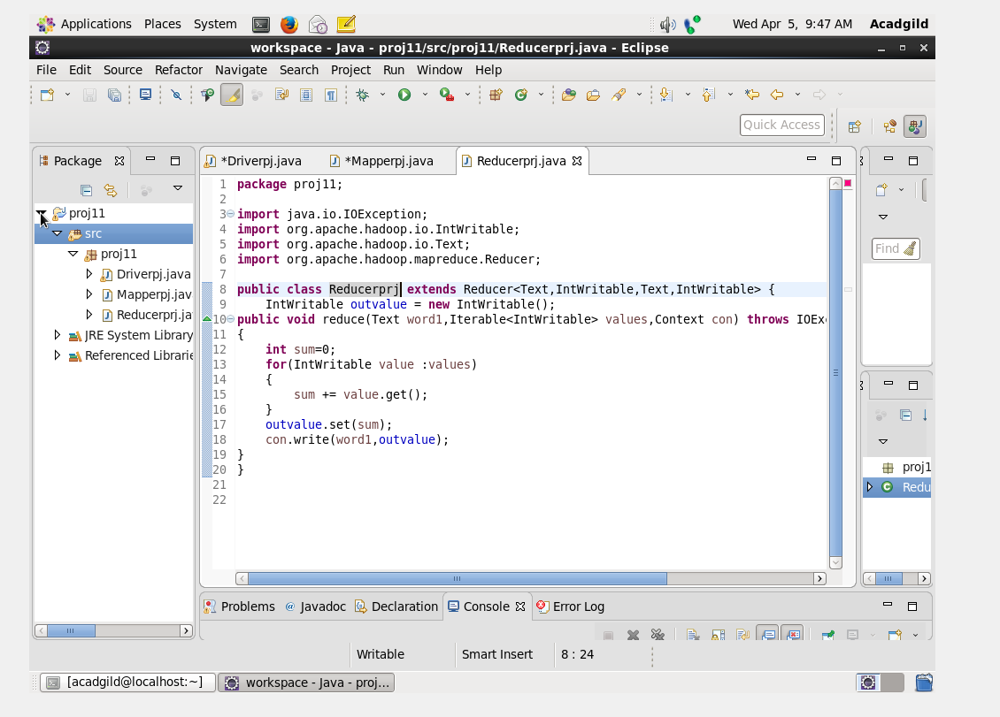 Applications Places System Wed Apr 5, 9:47 AM Acadgild
workspace - Java - proj11/src/proj11/Reducerprj.java - Eclipse
File Edit Source Refactor Navigate Search Project Run Window Help
Quick Access
Package
*Driverpj.java *Mapperpj.java Reducerprj.java
proj11
src
proj11
Driverpj.java
Mapperpj.jav
Reducerprj.ja
JRE System Library
Referenced Librarie
1 package proj11;
2
3 import java.io.IOException;
4 import org.apache.hadoop.io.IntWritable;
5 import org.apache.hadoop.io.Text;
6 import org.apache.hadoop.mapreduce.Reducer;
7
8 public class Reducerprj extends Reducer<Text,IntWritable,Text,IntWritable> {
9 IntWritable outvalue = new IntWritable();
10 public void reduce(Text word1,Iterable<IntWritable> values,Context con) throws IOEx
11 {
12 int sum=0;
13 for(IntWritable value :values)
14 {
15 sum += value.get();
16 }
17 outvalue.set(sum);
18 con.write(word1,outvalue);
19 }
20 }
21
22
Find
proj1
Redu
Problems @ Javadoc Declaration Console Error Log
Writable Smart Insert 8 : 24
[acadgild@localhost:~] workspace - Java - proj...